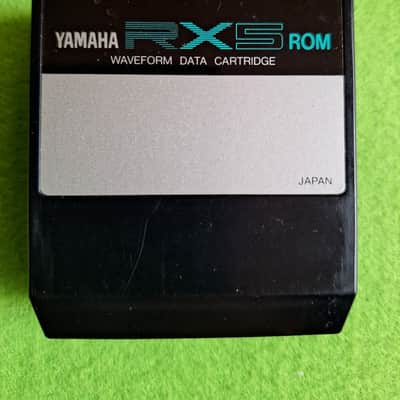 YAMAHA RX5 ROM
WAVEFORM DATA CARTRIDGE
JAPAN